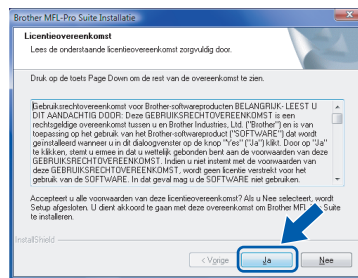 Brother MFL-Pro Suite Installatie
Licentieovereenkomst
Lees de onderstaande licentieovereenkomst zorgvuldig door.
Druk op de toets Page Down om de rest van de overeenkomst te zien.
Gebruiksrechtovereenkomst voor Brother-softwareproducten BELANGRIJK- LEEST U
DIT AANDACHTIG DOOR: Deze GEBRUIKSRECHTOVEREENKOMST is een
rechtsgeldige overeenkomst tussen u en Brother Industries, Ltd. ("Brother") en is van
toepassing op het gebruik van het Brother-softwareproduct ("SOFTWARE") dat wordt
geïnstalleerd wanneer u in dit dialoogvenster op de knop "Yes" ("Ja") klikt. Door op "Ja"
te klikken, stemt u ermee in dat u wettelijk gebonden bent aan de voorwaarden van deze
GEBRUIKSRECHTOVEREENKOMST. Indien u niet instemt met de voorwaarden van
deze GEBRUIKSRECHTOVEREENKOMST, wordt geen licentie verstrekt voor het
gebruik van de SOFTWARE. In dat geval mag u de SOFTWARE niet gebruiken.
Accepteert u alle voorwaarden van deze licentieovereenkomst? Als u Nee selecteert, wordt
Setup afgesloten. U dient akkoord te gaan met deze overeenkomst om Brother MFL-Pro Suite
te installeren.
InstallShield
< Vorige
Ja
Nee